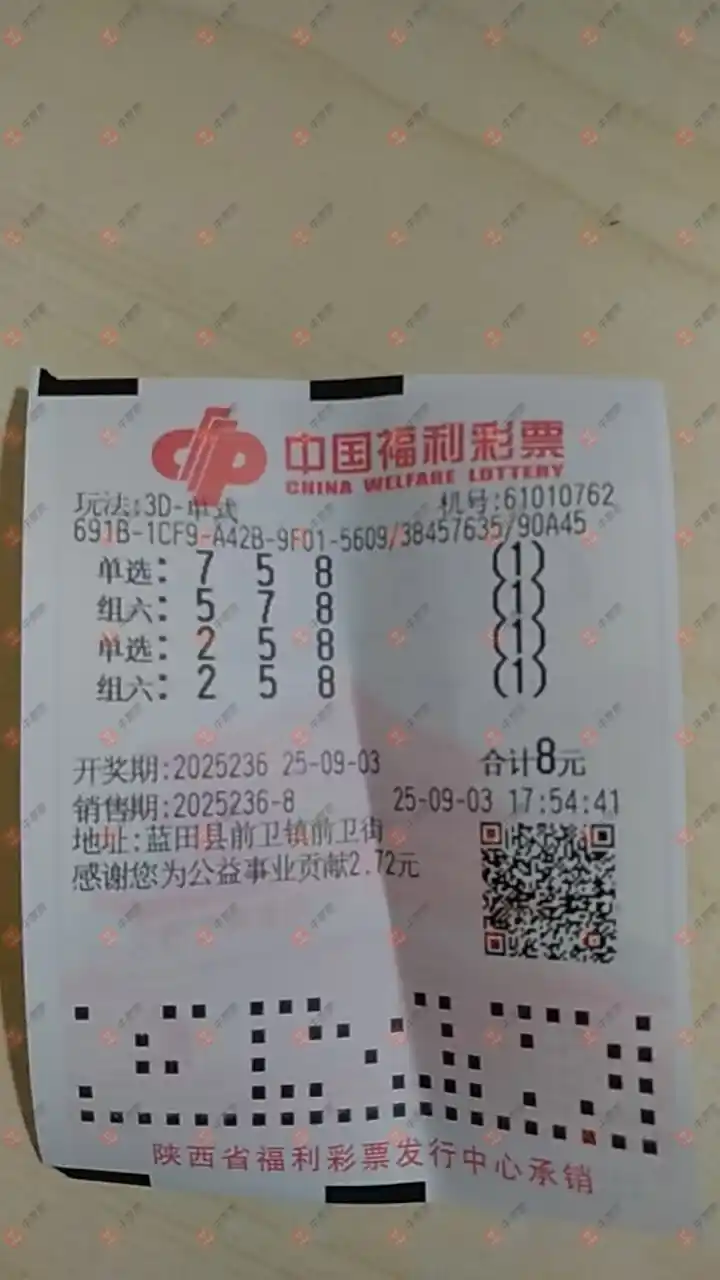 中国福利彩票
CHINA WELFARE LOTTERY
玩法:3D-单式 机号:61010762
691B-1CF9-A42B-9F01-5609/38457635/90A45
单选: 7 5 8 (1)
组六: 5 7 8 (1)
单选: 2 5 8 (1)
组六: 2 5 8 (1)
开奖期:2025236 25-09-03 合计8元
销售期:2025236-8 25-09-03 17:54:41
地址:蓝田县前卫镇前卫街
感谢您为公益事业贡献2.72元
陕西省福利彩票发行中心承销